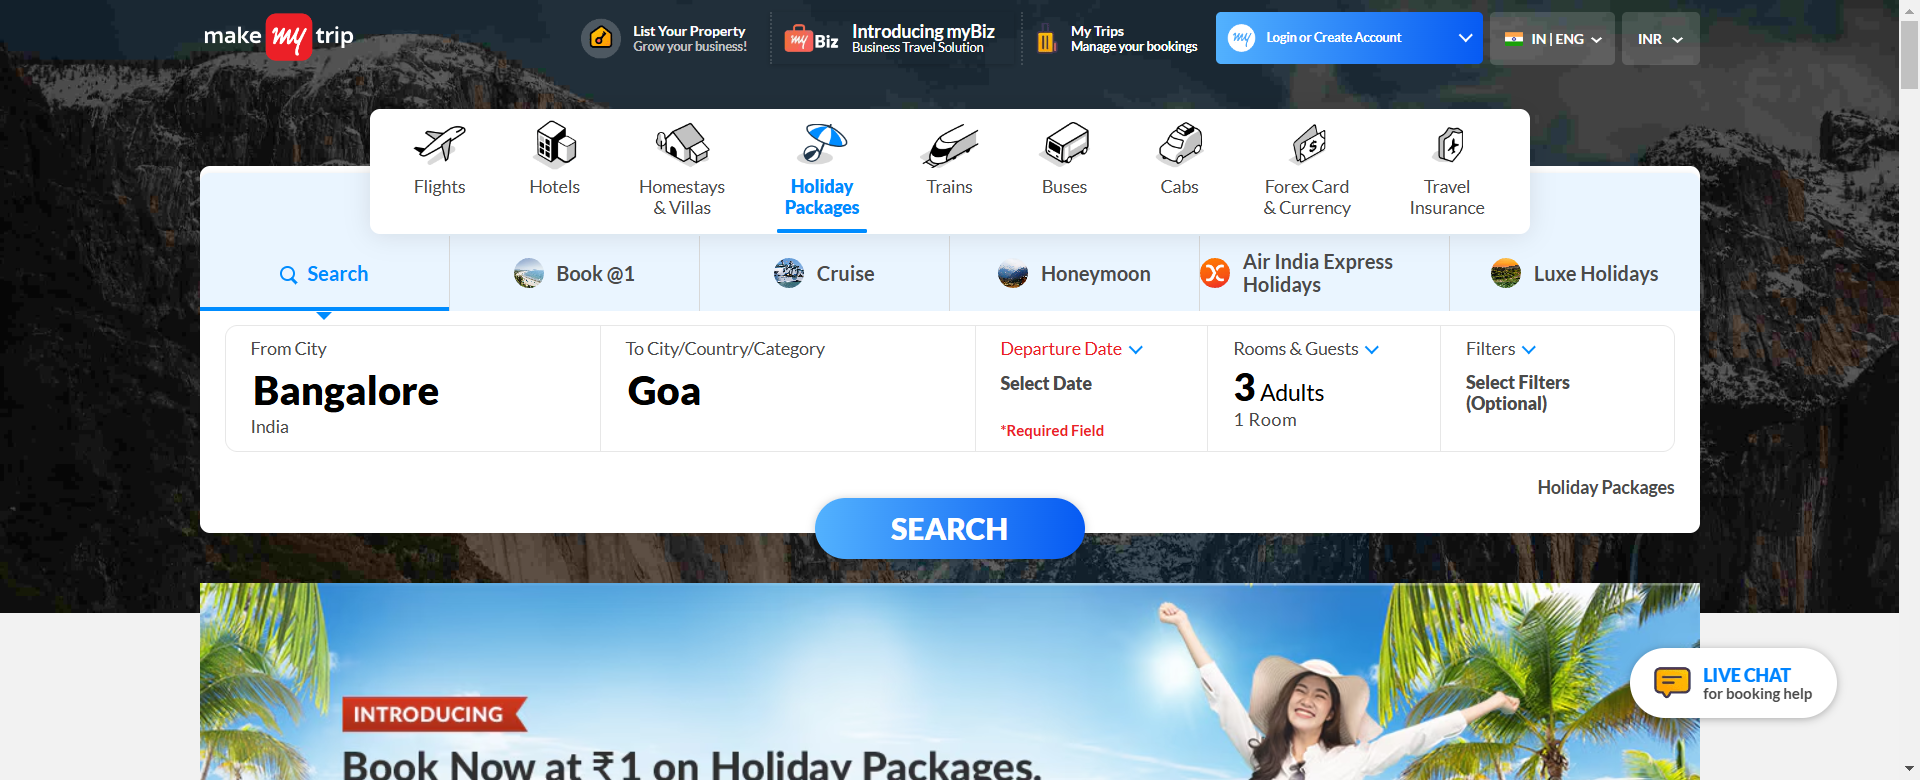 make my trip
List Your Property
Grow your business!
my Biz
Introducing myBiz
Business Travel Solution
My Trips
Manage your bookings
my
Login or Create Account
IN | ENG
INR
Flights
Hotels
Homestays
& Villas
Holiday
Packages
Trains
Buses
Cabs
Forex Card
& Currency
Travel
Insurance
Search
Book @1
Cruise
Honeymoon
Air India Express
Holidays
Luxe Holidays
From City
Bangalore
India
To City/Country/Category
Goa
Departure Date
Select Date
*Required Field
Rooms & Guests
3 Adults
1 Room
Filters
Select Filters
(Optional)
Holiday Packages
SEARCH
INTRODUCING
Book Now at ₹1 on Holiday Packages.
LIVE CHAT
for booking help